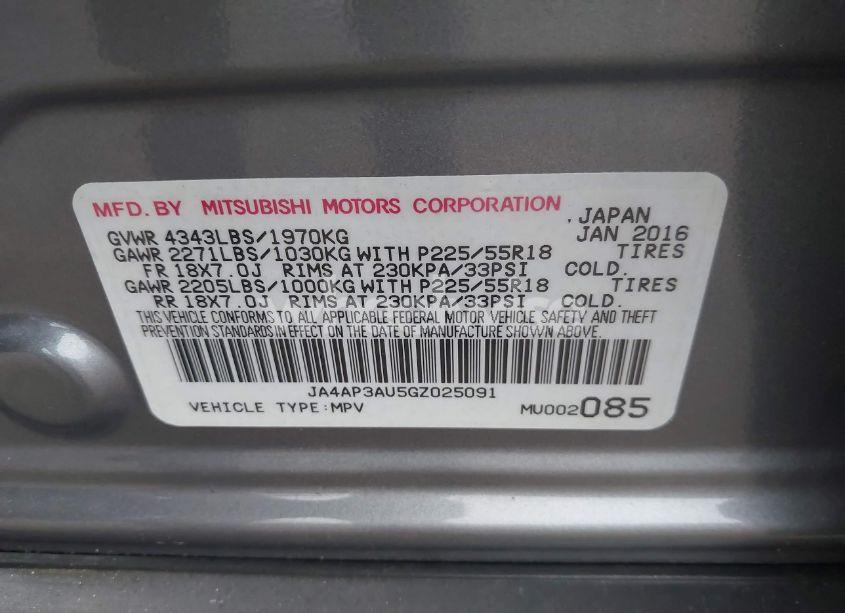 MFD. BY MITSUBISHI MOTORS CORPORATION , JAPAN
GVWR 4343LBS/1970KG JAN 2016
GAWR 2271LBS/1030KG WITH P225/55R18 TIRES
FR 18X7.0J RIMS AT 230KPA/33PSI COLD.
GAWR 2205LBS/1000KG WITH P225/55R18 TIRES
RR 18X7.0J RIMS AT 230KPA/33PSI COLD.
THIS VEHICLE CONFORMS TO ALL APPLICABLE FEDERAL MOTOR VEHICLE SAFETY AND THEFT
PREVENTION STANDARDS IN EFFECT ON THE DATE OF MANUFACTURE SHOWN ABOVE.
JA4AP3AU5GZ025091
VEHICLE TYPE:MPV MU002085